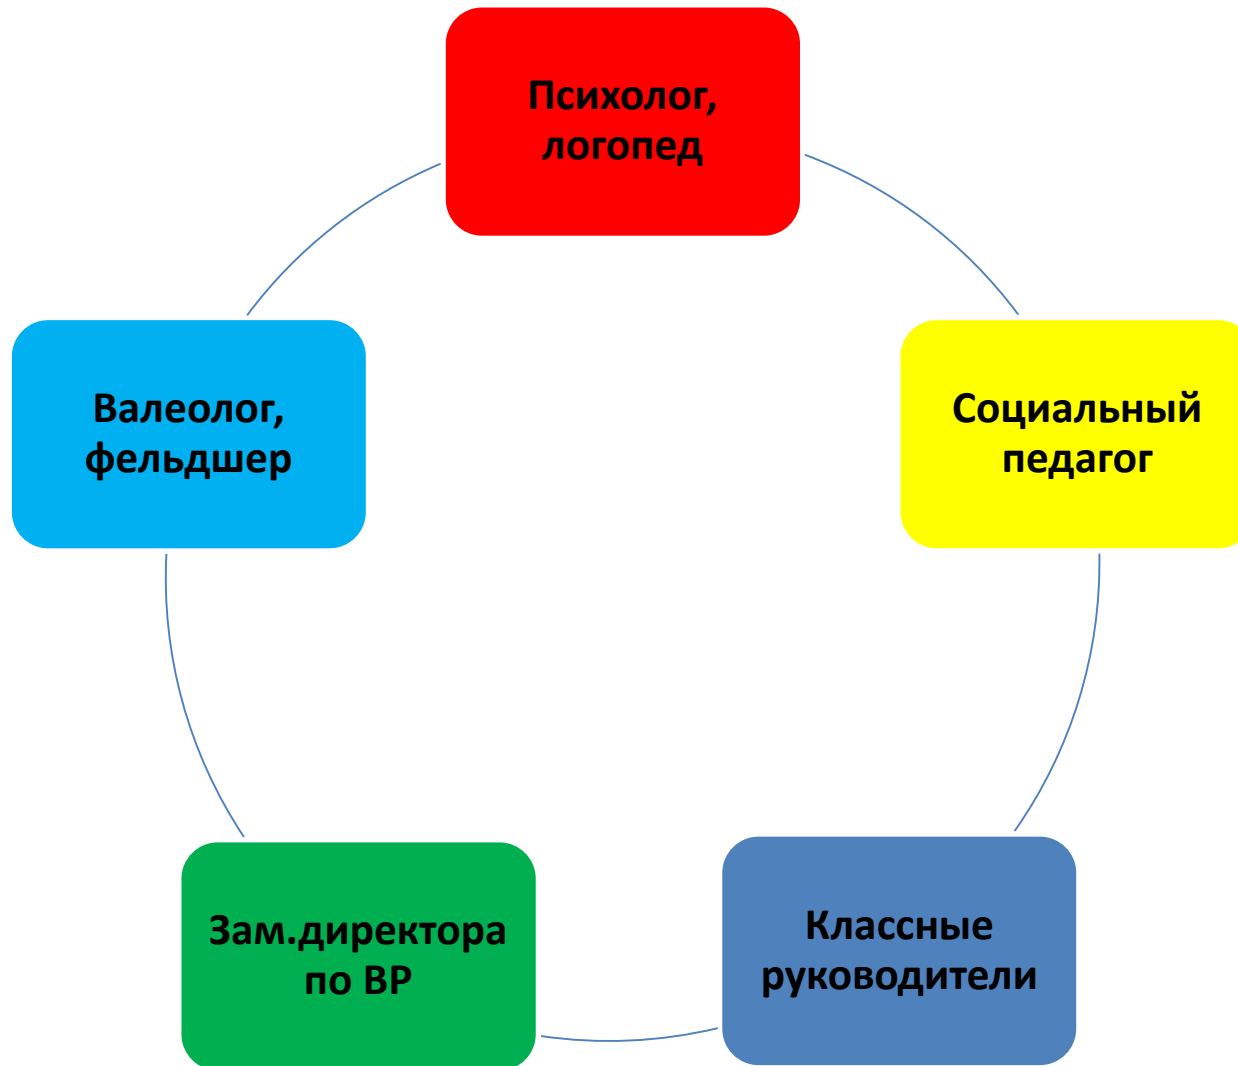 Психолог,
логопед
Валеолог,
фельдшер
Социальный
педагог
Зам.директора
по ВР
Классные
руководители